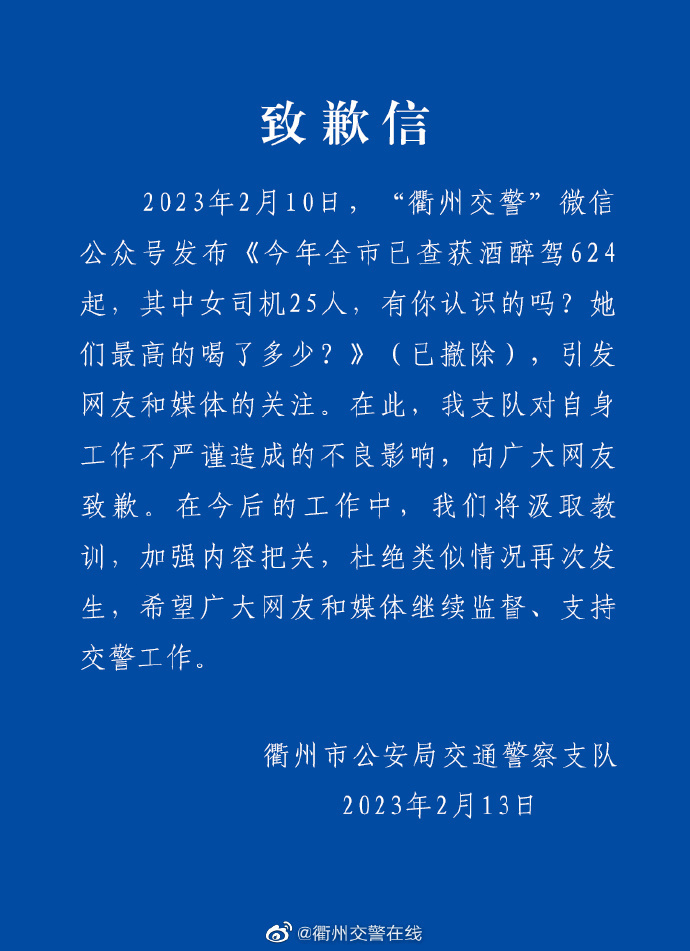 致歉信
2023年2月10日，“衢州交警”微信
公众号发布《今年全市已查获酒醉驾624
起，其中女司机25人，有你认识的吗？她
们最高的喝了多少？》（已撤除），引发
网友和媒体的关注。在此，我支队对自身
工作不严谨造成的不良影响，向广大网友
致歉。在今后的工作中，我们将汲取教
训，加强内容把关，杜绝类似情况再次发
生，希望广大网友和媒体继续监督、支持
交警工作。
衢州市公安局交通警察支队
2023年2月13日
@衢州交警在线